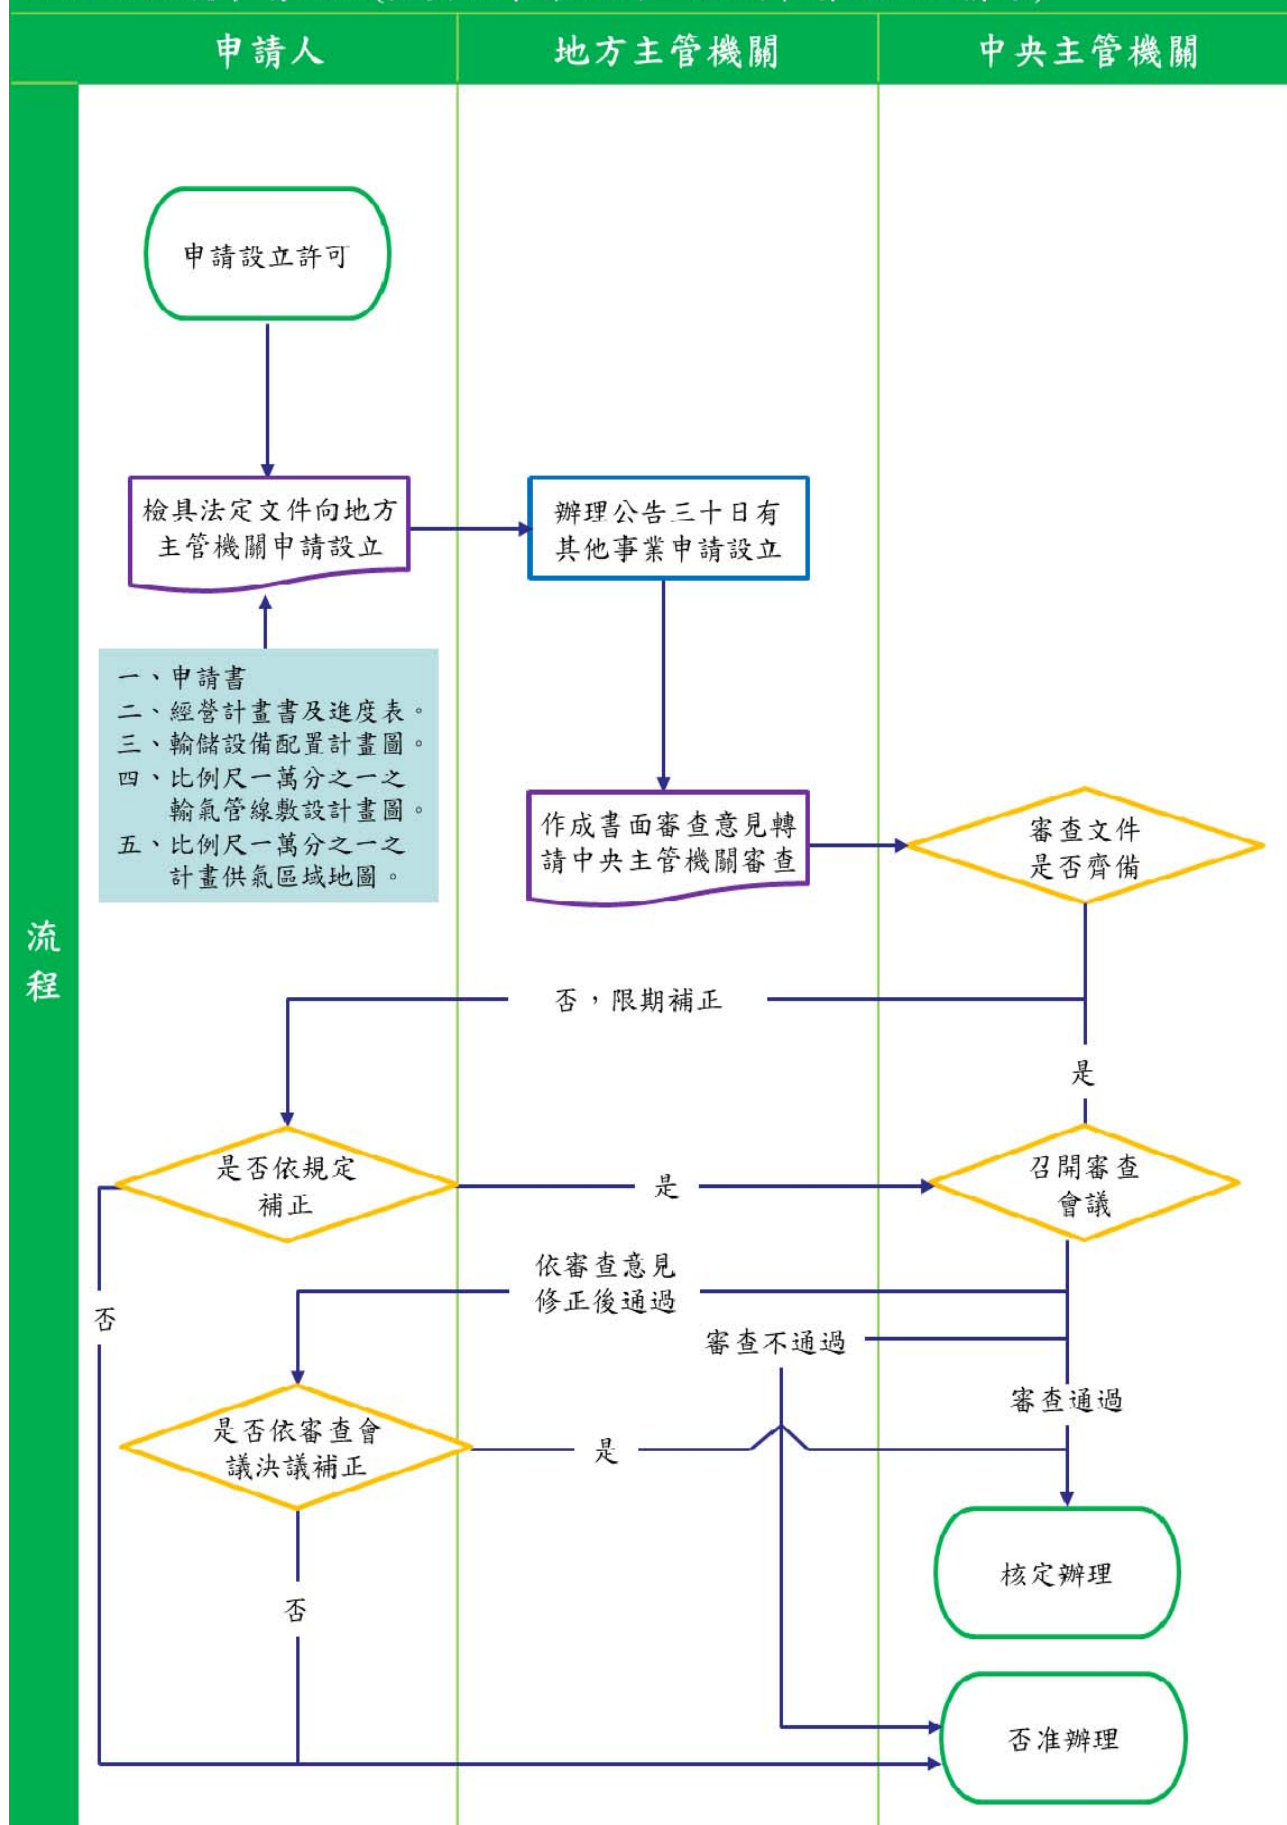 申請人
地方主管機關
中央主管機關
流
程
申請設立許可
檢具法定文件向地方
主管機關申請設立
辦理公告三十日有
其他事業申請設立
一、申請書
二、經營計畫書及進度表。
三、輸儲設備配置計畫圖。
四、比例尺一萬分之一之
輸氣管線敷設計畫圖。
五、比例尺一萬分之一之
計畫供氣區域地圖。
作成書面審查意見轉
請中央主管機關審查
審查文件
是否齊備
否，限期補正
是
是否依規定
補正
是
召開審查
會議
否
依審查意見
修正後通過
審查不通過
審查通過
是否依審查會
議決議補正
是
否
核定辦理
否准辦理